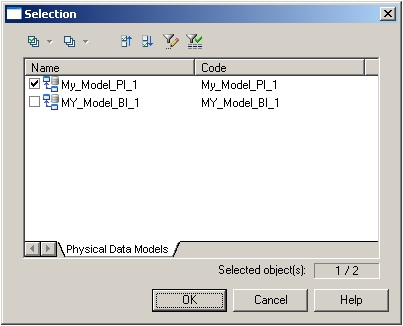 Selection
Name Code
My_Model_PI_1 My_Model_PI_1
MY_Model_BI_1 MY_Model_BI_1
Physical Data Models
Selected object(s): 1 / 2
OK Cancel Help